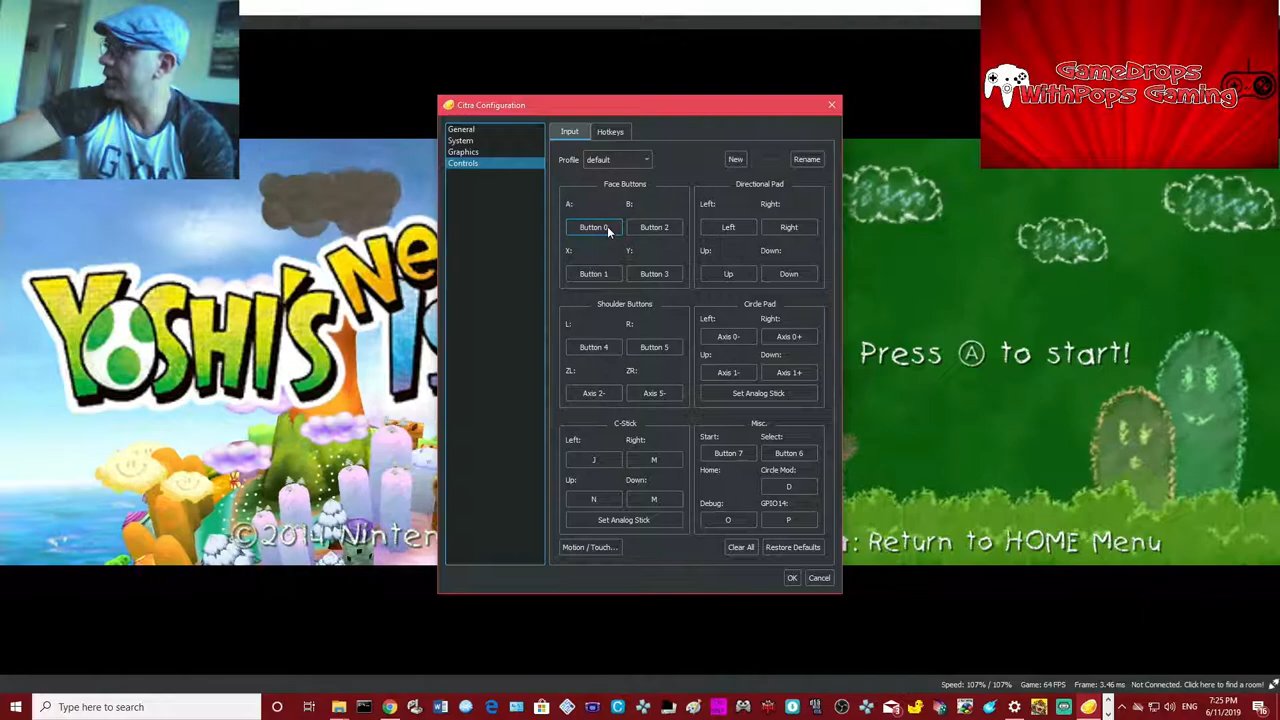 GameDrops
WithPops Gaming
GYM
Citra Configuration
General
System
Graphics
Controls
Input Hotkeys
Profile default New Rename
Face Buttons
A: B:
Button 0 Button 2
X: Y:
Button 1 Button 3
Directional Pad
Left: Right:
Left Right
Up: Down:
Up Down
Shoulder Buttons
L: R:
Button 4 Button 5
ZL: ZR:
Axis 2- Axis 5-
Circle Pad
Left: Right:
Axis 0- Axis 0+
Up: Down:
Axis 1- Axis 1+
Set Analog Stick
C-Stick
Left: Right:
J M
Up: Down:
N M
Set Analog Stick
Misc.
Start: Select:
Button 7 Button 6
Home: Circle Mod:
D
Debug: GPIO14:
O P
Motion / Touch... Clear All Restore Defaults
OK Cancel
YOSHI'S New
©2014 Ninten
Press A to start!
: Return to HOME Menu
Speed: 107% / 107% Game: 64 FPS Frame: 3.46 ms Not Connected. Click here to find a room!
Type here to search
ENG
7:25 PM
6/11/2019